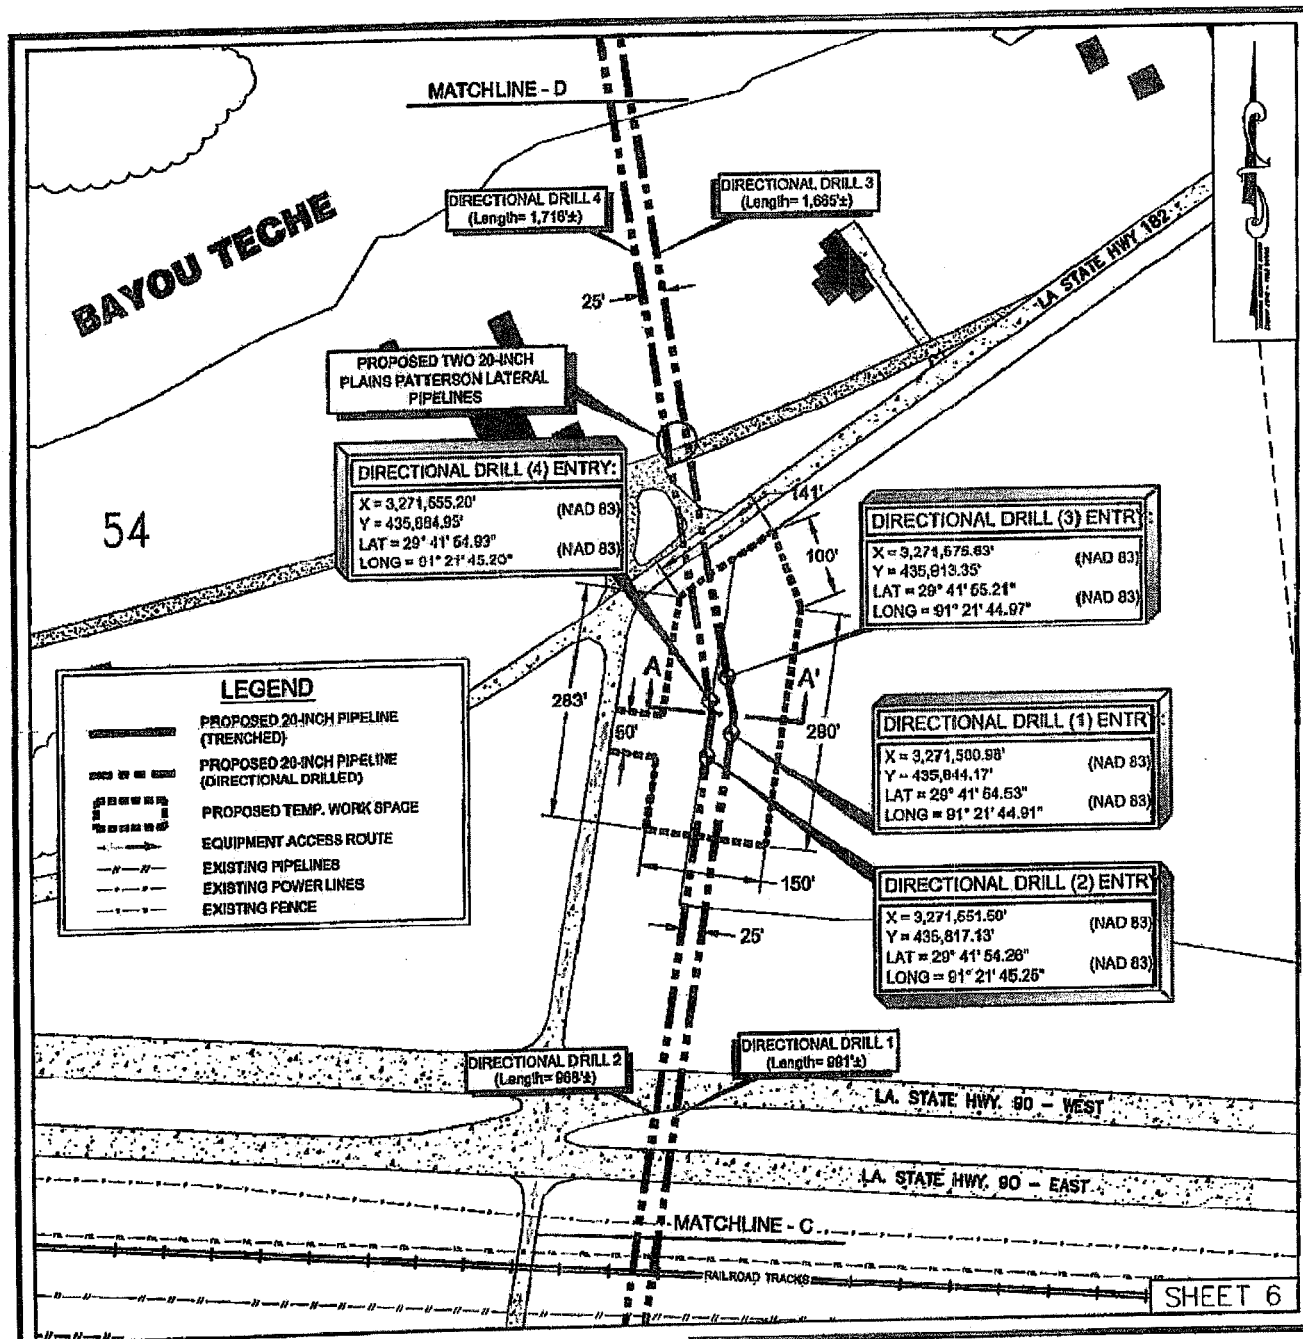 MATCHLINE - D
BAYOU TECHE
DIRECTIONAL DRILL 4
(Length= 1,716'±)
DIRECTIONAL DRILL 3
(Length= 1,685'±)
LA STATE HWY 182
25'
PROPOSED TWO 20-INCH
PLAINS PATTERSON LATERAL
PIPELINES
54
DIRECTIONAL DRILL (4) ENTRY:
X = 3,271,555.20' (NAD 83)
Y = 435,884.95'
LAT = 29° 41' 54.93" (NAD 83)
LONG = 91° 21' 45.20"
141'
100'
DIRECTIONAL DRILL (3) ENTRY
X = 3,271,575.63' (NAD 83)
Y = 435,913.35'
LAT = 29° 41' 55.21" (NAD 83)
LONG = 91° 21' 44.97"
283'
A
A'
60'
280'
DIRECTIONAL DRILL (1) ENTRY
X = 3,271,580.98' (NAD 83)
Y = 435,844.17'
LAT = 29° 41' 54.53" (NAD 83)
LONG = 91° 21' 44.91"
LEGEND
PROPOSED 20-INCH PIPELINE
(TRENCHED)
PROPOSED 20-INCH PIPELINE
(DIRECTIONAL DRILLED)
PROPOSED TEMP. WORK SPACE
EQUIPMENT ACCESS ROUTE
EXISTING PIPELINES
EXISTING POWER LINES
EXISTING FENCE
150'
DIRECTIONAL DRILL (2) ENTRY
X = 3,271,551.50' (NAD 83)
Y = 435,817.13'
LAT = 29° 41' 54.26" (NAD 83)
LONG = 91° 21' 45.25"
25'
DIRECTIONAL DRILL 2
(Length= 968'±)
DIRECTIONAL DRILL 1
(Length= 991'±)
LA. STATE HWY. 90 - WEST
LA. STATE HWY. 90 - EAST
MATCHLINE - C
RAILROAD TRACKS
SHEET 6